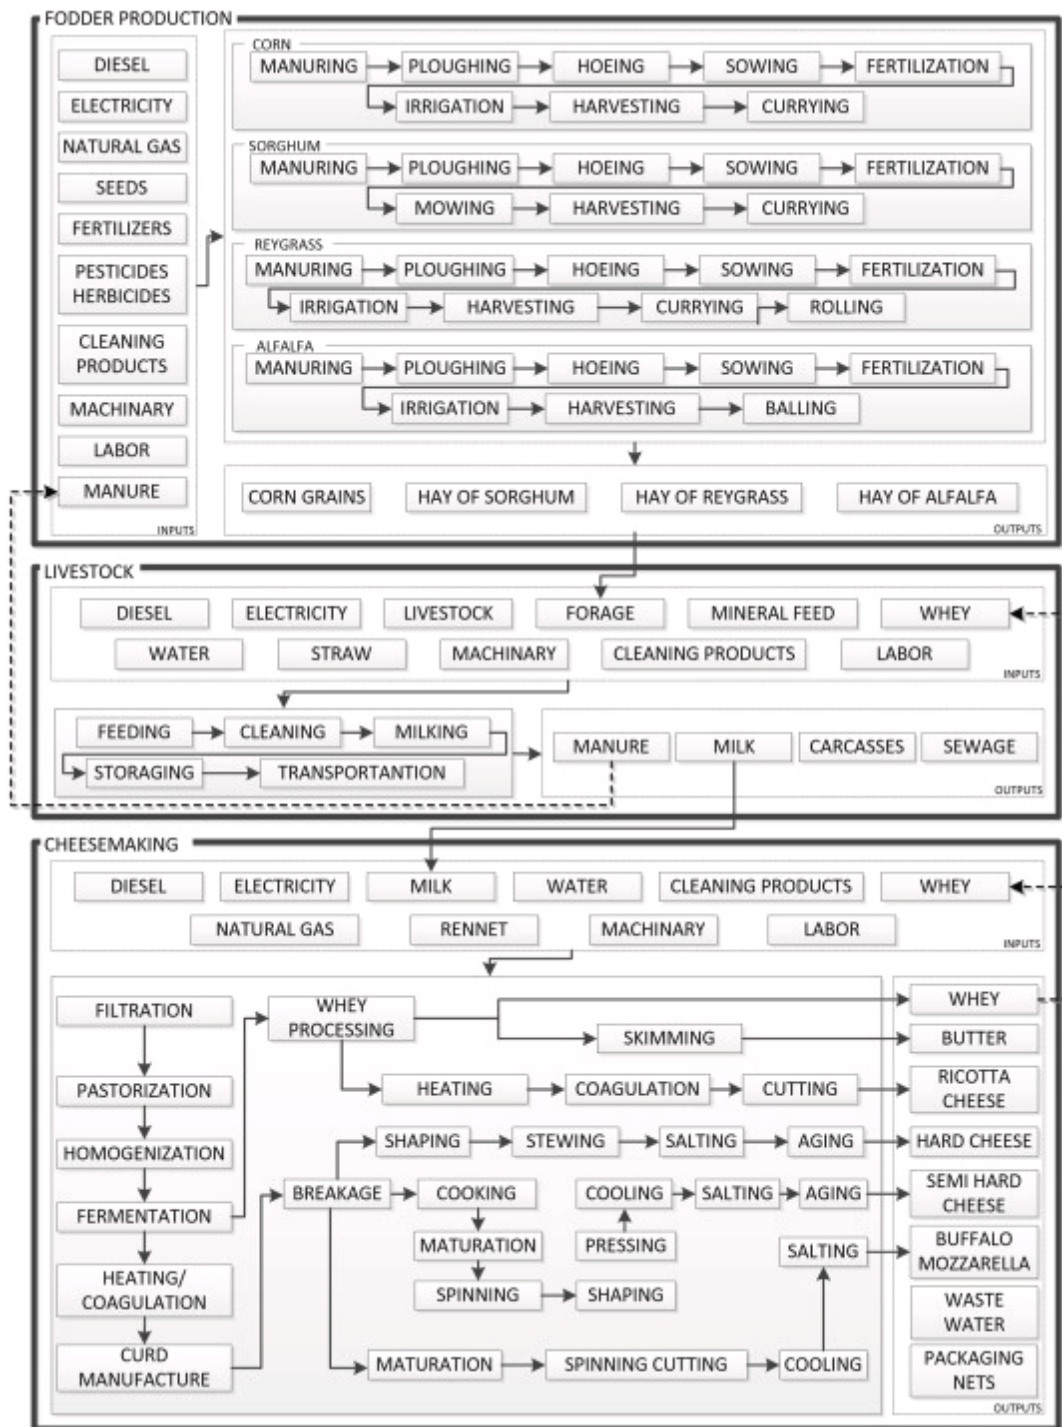 FODDER PRODUCTION
DIESEL
ELECTRICITY
NATURAL GAS
SEEDS
FERTILIZERS
PESTICIDES
HERBICIDES
CLEANING
PRODUCTS
MACHINARY
LABOR
MANURE
INPUTS
CORN
MANURING PLOUGHING HOEING SOWING FERTILIZATION
IRRIGATION HARVESTING CURRYING
SORGHUM
MANURING PLOUGHING HOEING SOWING FERTILIZATION
MOWING HARVESTING CURRYING
REYGRASS
MANURING PLOUGHING HOEING SOWING FERTILIZATION
IRRIGATION HARVESTING CURRYING ROLLING
ALFALFA
MANURING PLOUGHING HOEING SOWING FERTILIZATION
IRRIGATION HARVESTING BALLING
CORN GRAINS HAY OF SORGHUM HAY OF REYGRASS HAY OF ALFALFA
OUTPUTS
LIVESTOCK
DIESEL ELECTRICITY LIVESTOCK FORAGE MINERAL FEED WHEY
WATER STRAW MACHINARY CLEANING PRODUCTS LABOR
INPUTS
FEEDING CLEANING MILKING
STORAGING TRANSPORTANTION
MANURE MILK CARCASSES SEWAGE
OUTPUTS
CHEESEMAKING
DIESEL ELECTRICITY MILK WATER CLEANING PRODUCTS WHEY
NATURAL GAS RENNET MACHINARY LABOR
INPUTS
FILTRATION
PASTORIZATION
HOMOGENIZATION
FERMENTATION
HEATING/
COAGULATION
CURD
MANUFACTURE
WHEY
PROCESSING
SKIMMING
HEATING COAGULATION CUTTING
SHAPING STEWING SALTING AGING
BREAKAGE COOKING COOLING SALTING AGING
MATURATION PRESSING SALTING
SPINNING SHAPING
MATURATION SPINNING CUTTING COOLING
WHEY
BUTTER
RICOTTA
CHEESE
HARD CHEESE
SEMI HARD
CHEESE
BUFFALO
MOZZARELLA
WASTE
WATER
PACKAGING
NETS
OUTPUTS